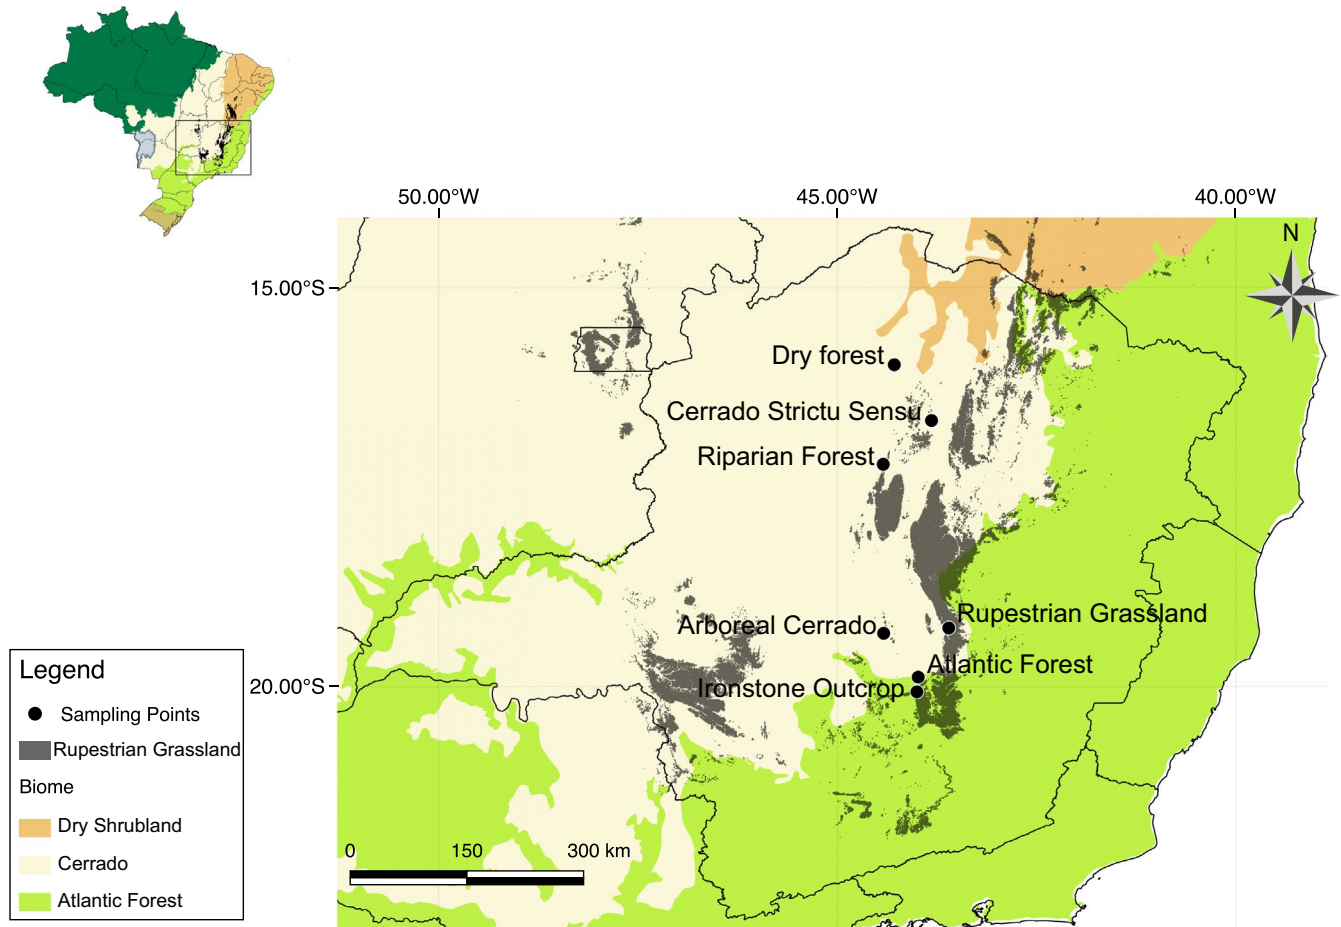 50.00°W
45.00°W
40.00°W
N
15.00°S
Dry forest
Cerrado Strictu Sensu
Riparian Forest
Rupestrian Grassland
Arboreal Cerrado
Atlantic Forest
20.00°S
Ironstone Outcrop
Legend
Sampling Points
Rupestrian Grassland
Biome
Dry Shrubland
Cerrado
Atlantic Forest
0 150 300 km